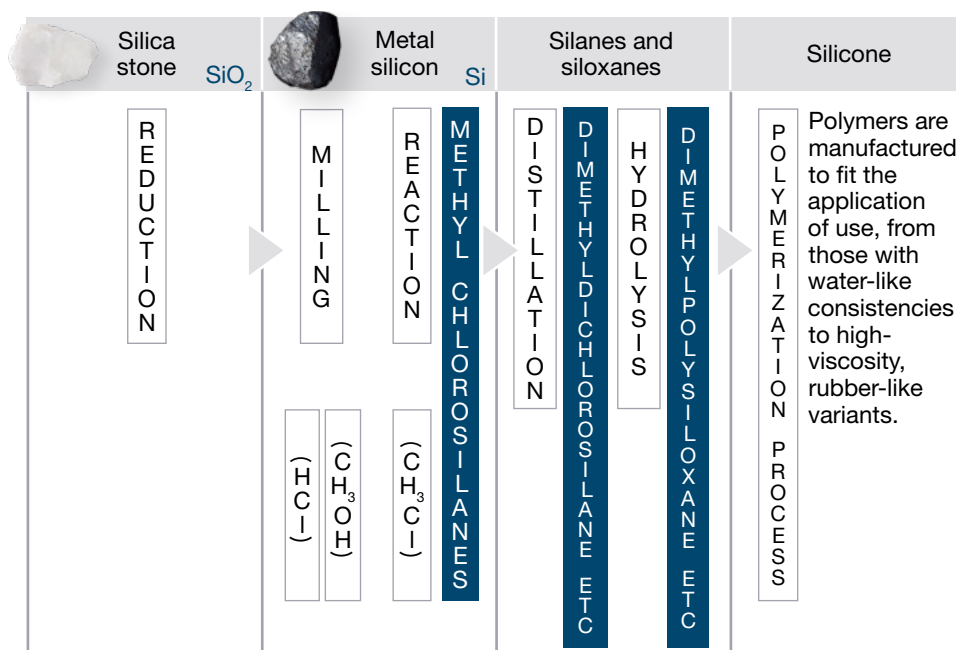 Silica
stone
SiO₂
Metal
silicon
Si
Silanes and
siloxanes
Silicone
REDUCTION
MILLING
REACTION
(HCl)
(CH₃OH)
(CH₃Cl)
METHYL CHLOROSILANES
DISTILLATION
DIMETHYLDICHLOROSILANE ETC
HYDROLYSIS
DIMETHYLPOLYSILOXANE ETC
POLYMERIZATION PROCESS
Polymers are
manufactured
to fit the
application
of use, from
those with
water-like
consistencies
to high-
viscosity,
rubber-like
variants.